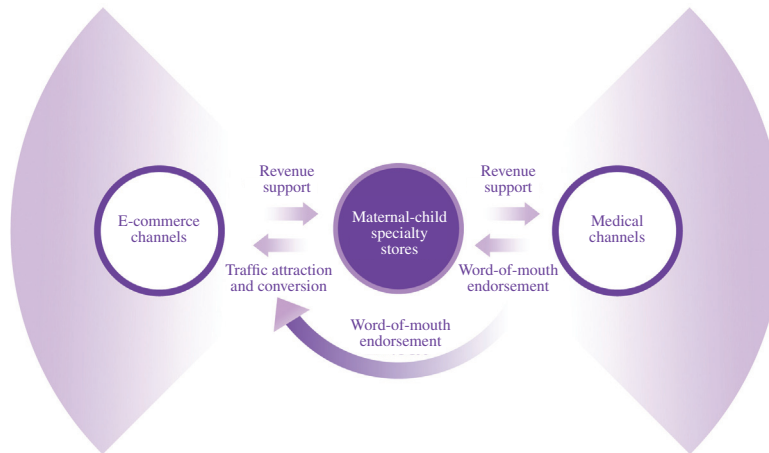 E-commerce
channels
Revenue
support
Traffic attraction
and conversion
Maternal-child
specialty
stores
Revenue
support
Word-of-mouth
endorsement
Medical
channels
Word-of-mouth
endorsement